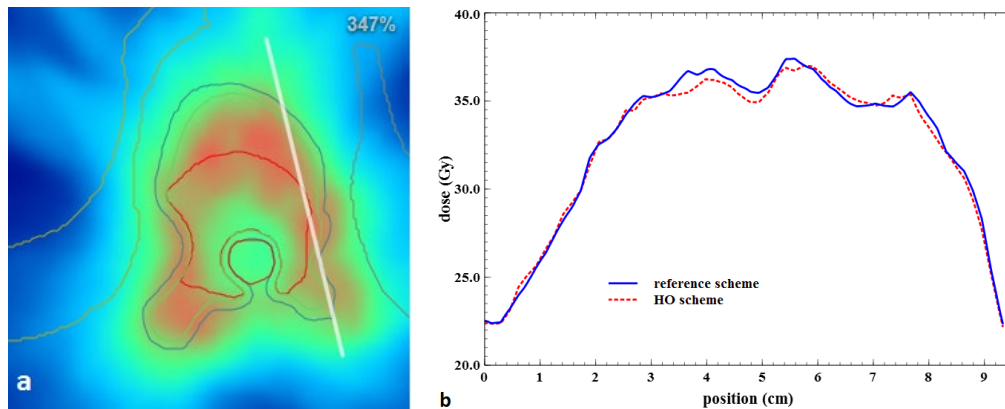 347%
a
40.0
35.0
30.0
25.0
20.0
dose (Gy)
reference scheme
HO scheme
0 1 2 3 4 5 6 7 8 9
position (cm)
b